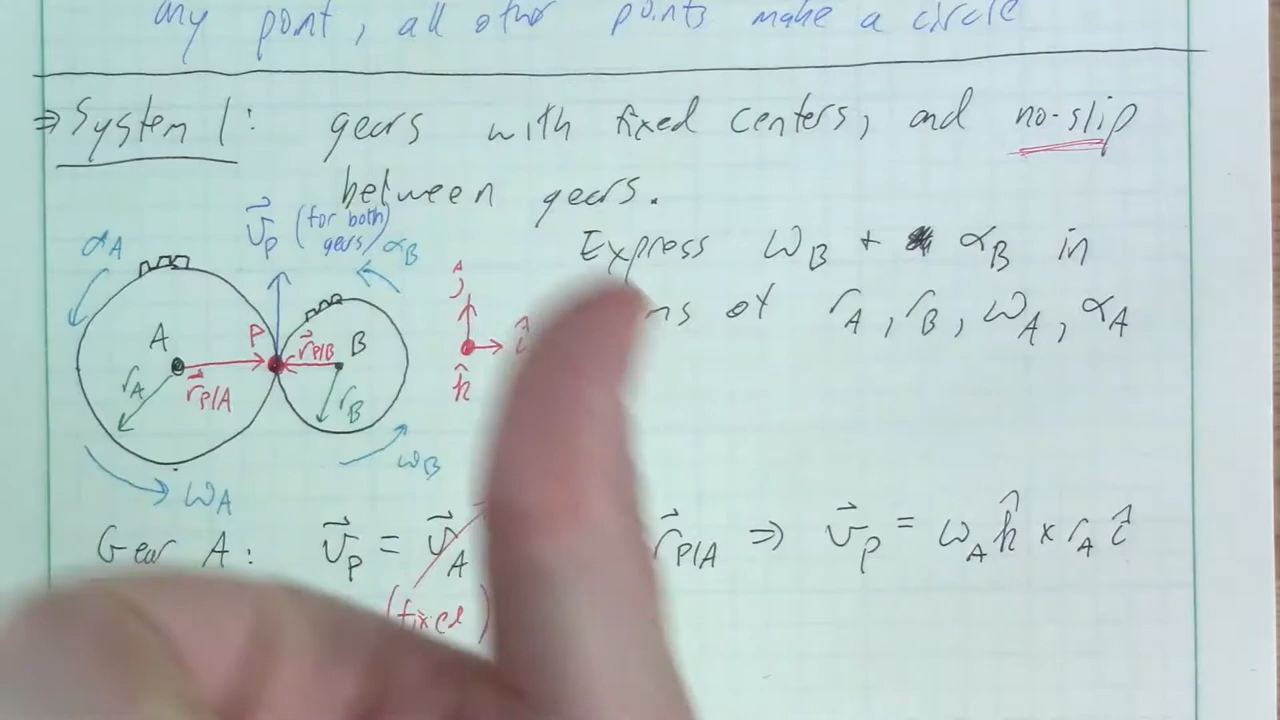 any point, all other points make a circle
⇒ System 1: gears with fixed centers, and no-slip
between gears.
v⃗P (for both gears)
αA
αB
Express ωB + αB in
of rA, rB, ωA, αA
A
P
B
r⃗P/A
r⃗P/B
rA
rB
ĵ
î
k̂
ωA
ωB
Gear A: v⃗P = v⃗A r⃗P/A ⇒ v⃗P = ωA k̂ × rA î
(fixed)